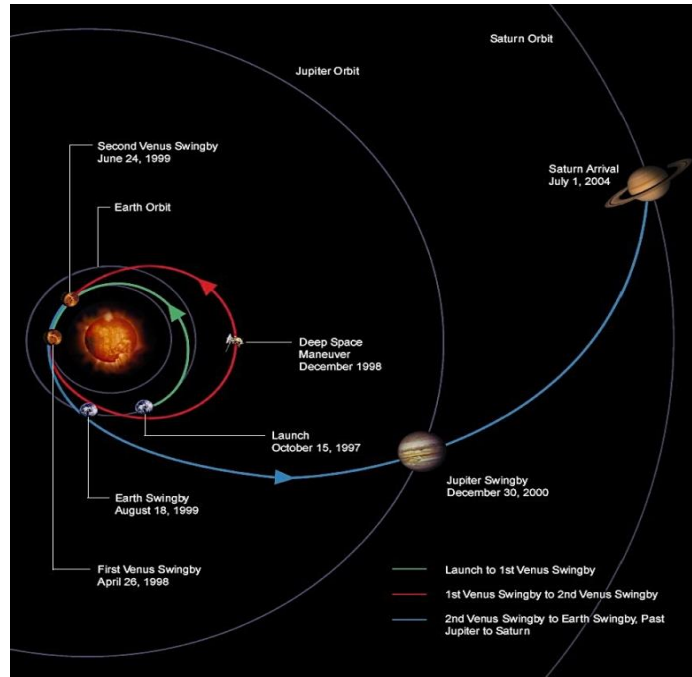 Saturn Orbit
Jupiter Orbit
Second Venus Swingby
June 24, 1999
Saturn Arrival
July 1, 2004
Earth Orbit
Deep Space
Maneuver
December 1998
Launch
October 15, 1997
Jupiter Swingby
December 30, 2000
Earth Swingby
August 18, 1999
First Venus Swingby
April 26, 1998
Launch to 1st Venus Swingby
1st Venus Swingby to 2nd Venus Swingby
2nd Venus Swingby to Earth Swingby, Past
Jupiter to Saturn